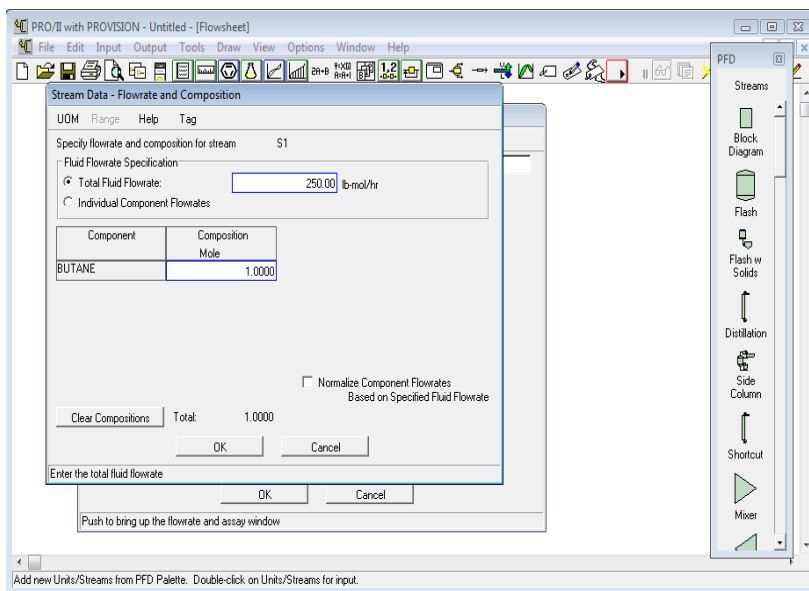 PRO/II with PROVISION - Untitled - [Flowsheet]
File Edit Input Output Tools Draw View Options Window Help
Stream Data - Flowrate and Composition
UOM Range Help Tag
Specify flowrate and composition for stream S1
Fluid Flowrate Specification
Total Fluid Flowrate: 250.00 lb-mol/hr
Individual Component Flowrates
Component Composition
Mole
BUTANE 1.0000
Normalize Component Flowrates
Based on Specified Fluid Flowrate
Clear Compositions Total: 1.0000
OK Cancel
Enter the total fluid flowrate
OK Cancel
Push to bring up the flowrate and assay window
PFD
Streams
Block
Diagram
Flash
Flash w
Solids
Distillation
Side
Column
Shortcut
Mixer
Add new Units/Streams from PFD Palette. Double-click on Units/Streams for input.